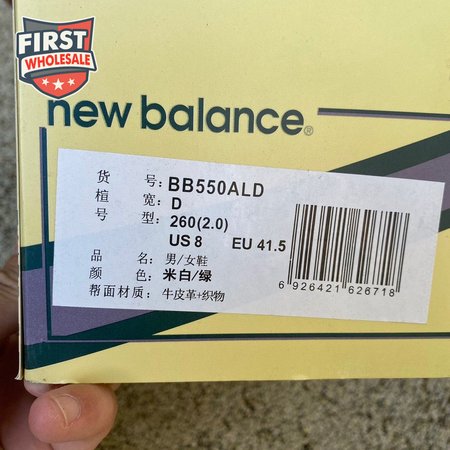 FIRST
WHOLESALE
new balance®
货 号: BB550ALD
楦 宽: D
号 型: 260(2.0)
US 8 EU 41.5
品 名: 男/女鞋
颜 色: 米白/绿
帮面材质: 牛皮革+织物
6 926421 626718